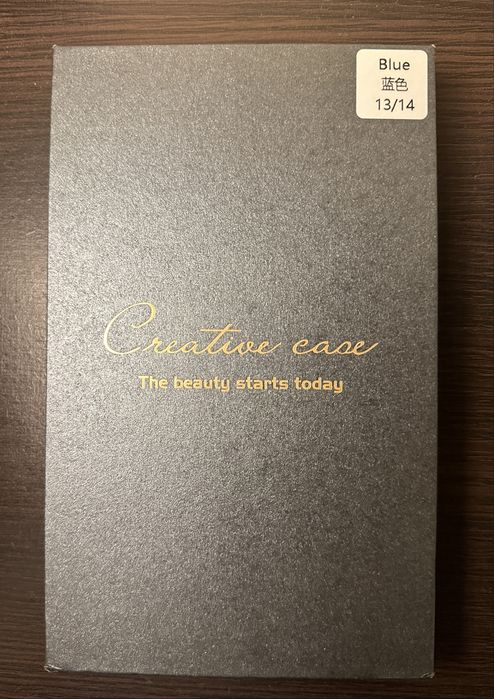 Blue
蓝色
13/14
Creative case
The beauty starts today